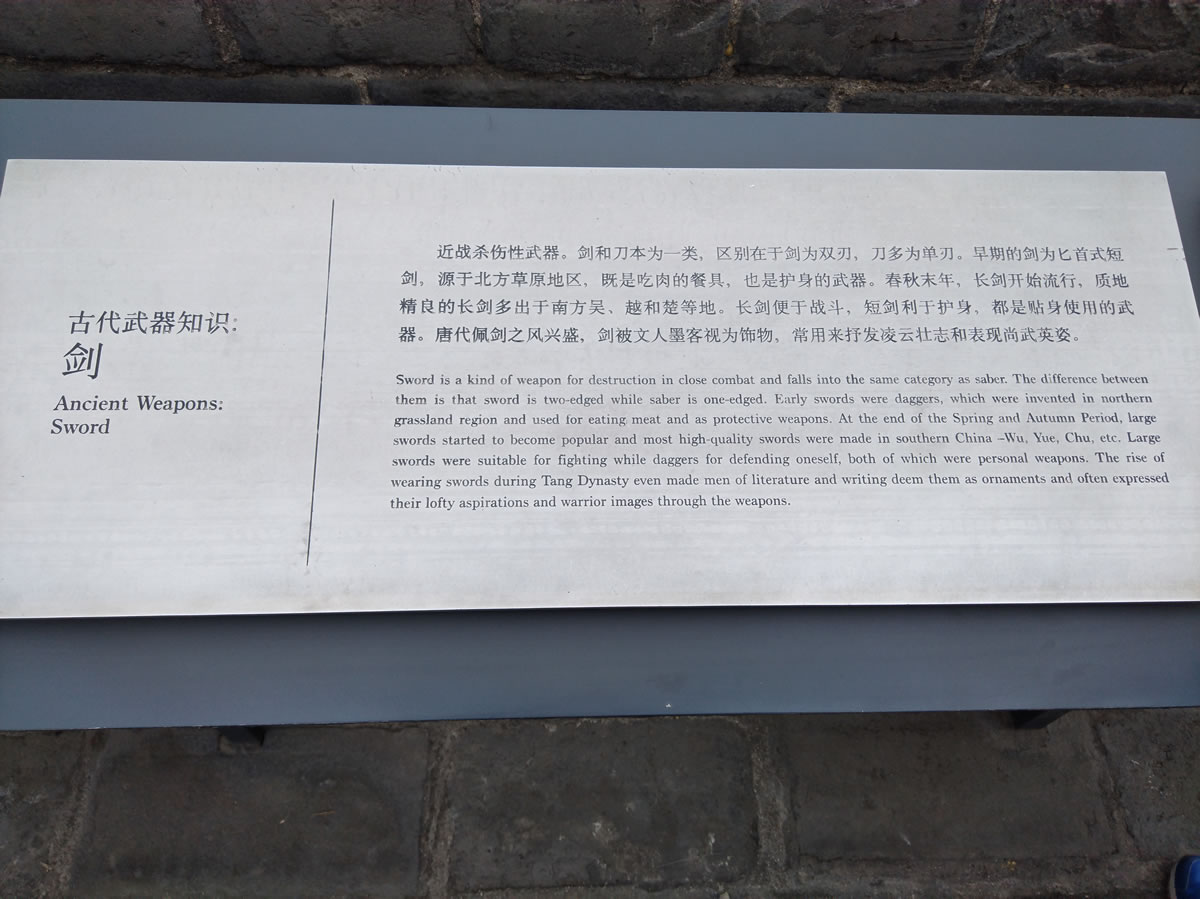 古代武器知识:
剑
Ancient Weapons:
Sword
近战杀伤性武器。剑和刀本为一类，区别在于剑为双刃，刀多为单刃。早期的剑为匕首式短
剑，源于北方草原地区，既是吃肉的餐具，也是护身的武器。春秋末年，长剑开始流行，质地
精良的长剑多出于南方吴、越和楚等地。长剑便于战斗，短剑利于护身，都是贴身使用的武
器。唐代佩剑之风兴盛，剑被文人墨客视为饰物，常用来抒发凌云壮志和表现尚武英姿。
Sword is a kind of weapon for destruction in close combat and falls into the same category as saber. The difference between
them is that sword is two-edged while saber is one-edged. Early swords were daggers, which were invented in northern
grassland region and used for eating meat and as protective weapons. At the end of the Spring and Autumn Period, large
swords started to become popular and most high-quality swords were made in southern China –Wu, Yue, Chu, etc. Large
swords were suitable for fighting while daggers for defending oneself, both of which were personal weapons. The rise of
wearing swords during Tang Dynasty even made men of literature and writing deem them as ornaments and often expressed
their lofty aspirations and warrior images through the weapons.